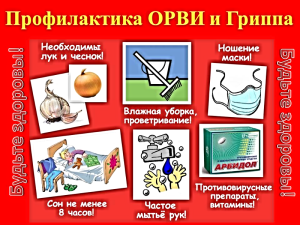 Профилактика ОРВИ и Гриппа
Будьте здоровы!
Необходимы
лук и чеснок!
Влажная уборка,
проветривание!
Ношение
маски!
Сон не менее
8 часов!
Частое
мытьё рук!
АРБИДОЛ
Противовирусные
препараты,
витамины!
Будьте здоровы!